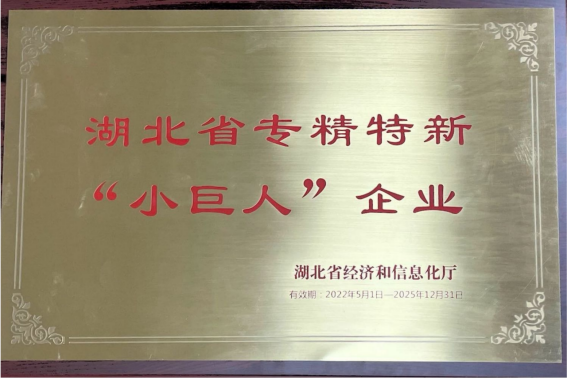 湖北省专精特新
“小巨人”企业
湖北省经济和信息化厅
有效期：2022年5月1日—2025年12月31日